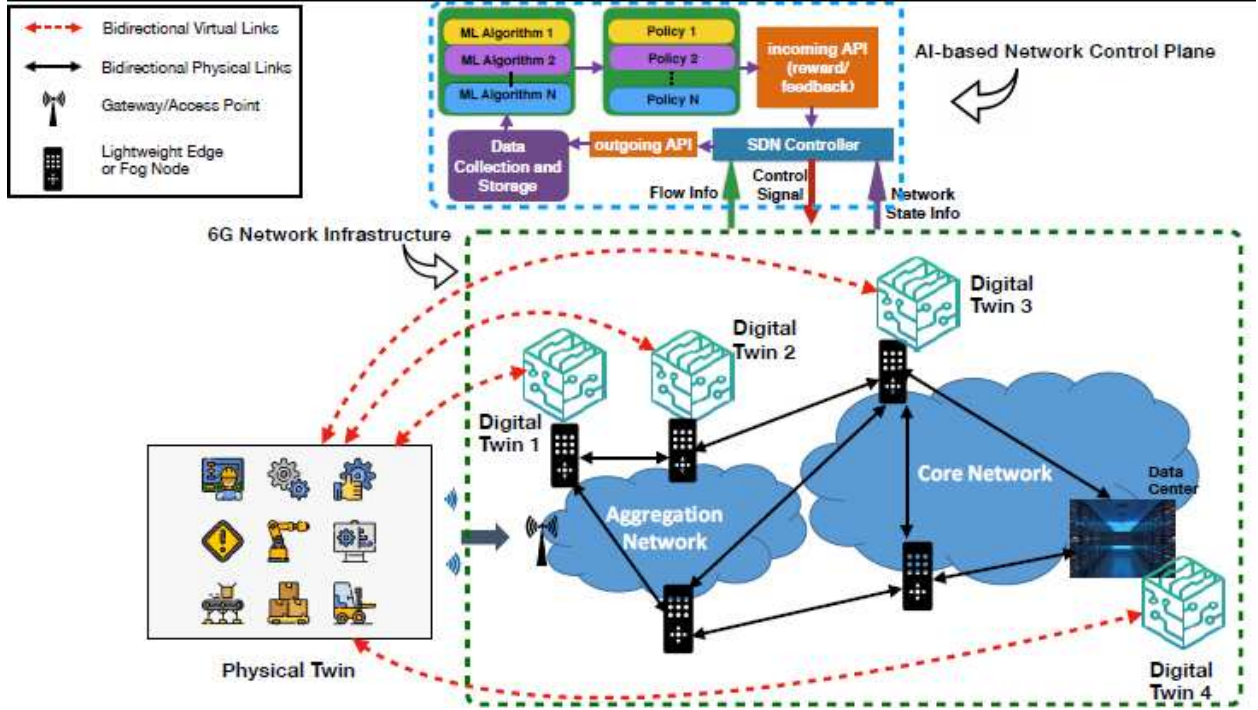 Bidirectional Virtual Links
Bidirectional Physical Links
Gateway/Access Point
Lightweight Edge
or Fog Node
ML Algorithm 1
ML Algorithm 2
ML Algorithm N
Policy 1
Policy 2
Policy N
incoming API
(reward/
feedback)
AI-based Network Control Plane
Data
Collection and
Storage
outgoing API
SDN Controller
Flow Info
Control
Signal
Network
State Info
6G Network Infrastructure
Digital
Twin 3
Digital
Twin 2
Digital
Twin 1
Core Network
Data
Center
Aggregation
Network
Physical Twin
Digital
Twin 4